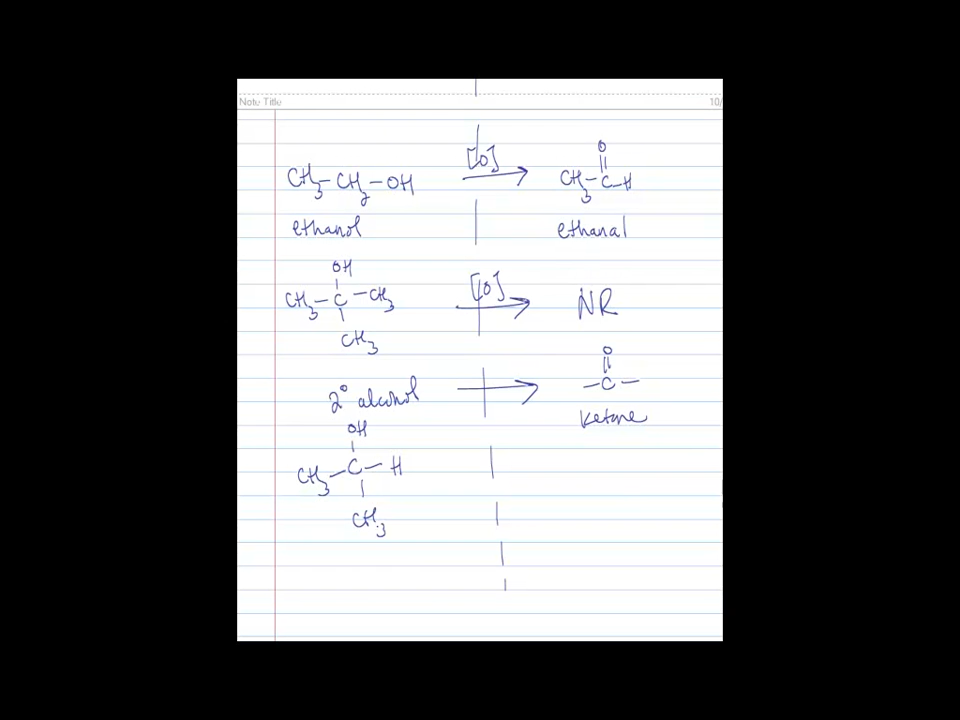 Note Title 10/
[O]
O
||
CH3-CH2-OH → CH3-C-H
ethanol ethanal
OH
|
CH3-C-CH3 [O] → NR
|
CH3
O
||
2° alcohol → -C-
ketone
OH
|
CH3-C-H
|
CH3